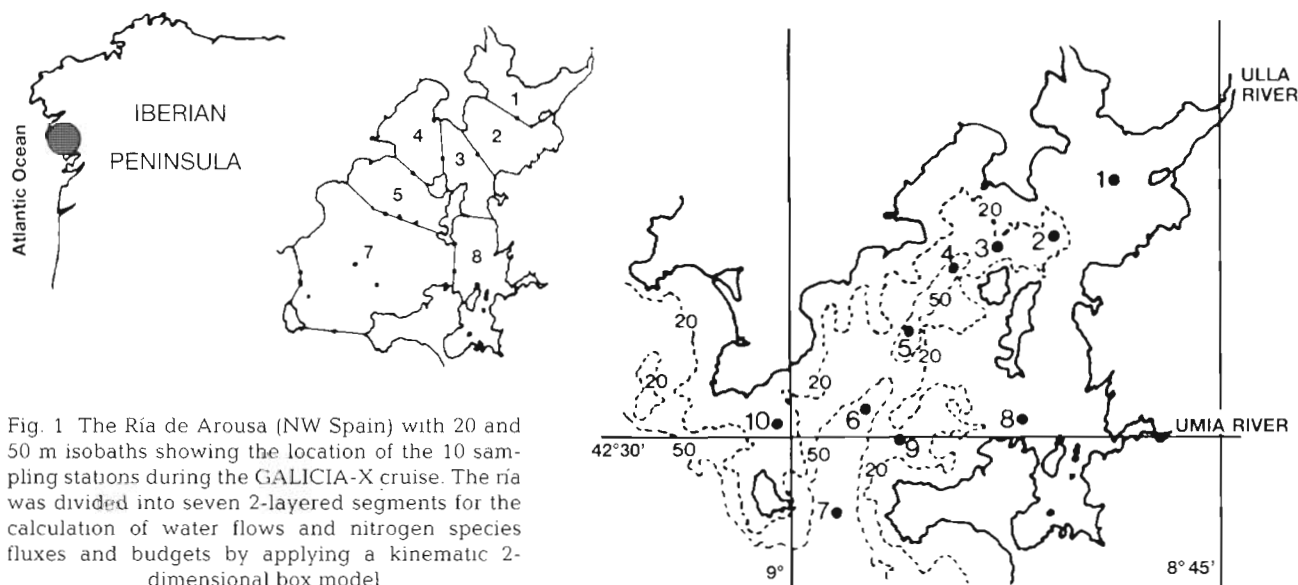 Atlantic Ocean
IBERIAN
PENINSULA
1
2
3
4
5
7
8
ULLA
RIVER
1
20
2
3
4
50
5
20
20
20
20
6
8
10
9
UMIA RIVER
42°30'
50
50
20
7
9°
8° 45'
Fig. 1 The Ría de Arousa (NW Spain) with 20 and
50 m isobaths showing the location of the 10 sam-
pling stations during the GALICIA-X cruise. The ría
was divided into seven 2-layered segments for the
calculation of water flows and nitrogen species
fluxes and budgets by applying a kinematic 2-
dimensional box model